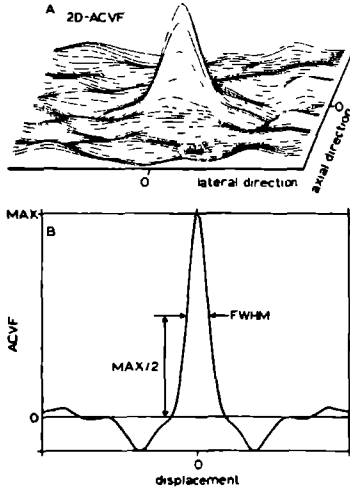 A 2D-ACVF
0
0
lateral direction
axial direction
MAX
B
FWHM
MAX/2
ACVF
0
0
displacement